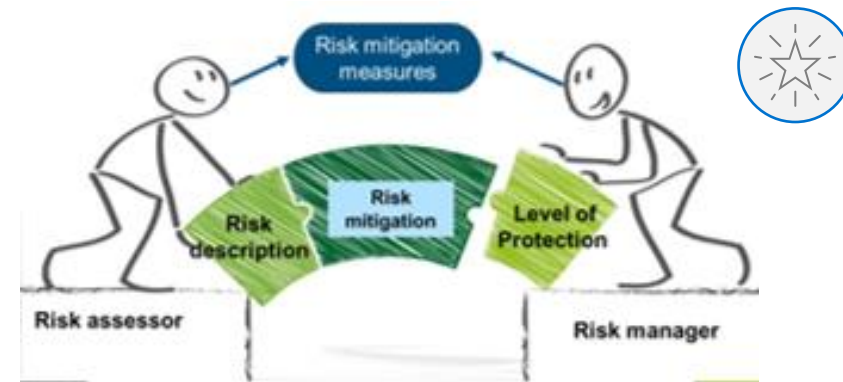 Risk mitigation
measures
Risk
description
Risk
mitigation
Level of
Protection
Risk assessor
Risk manager